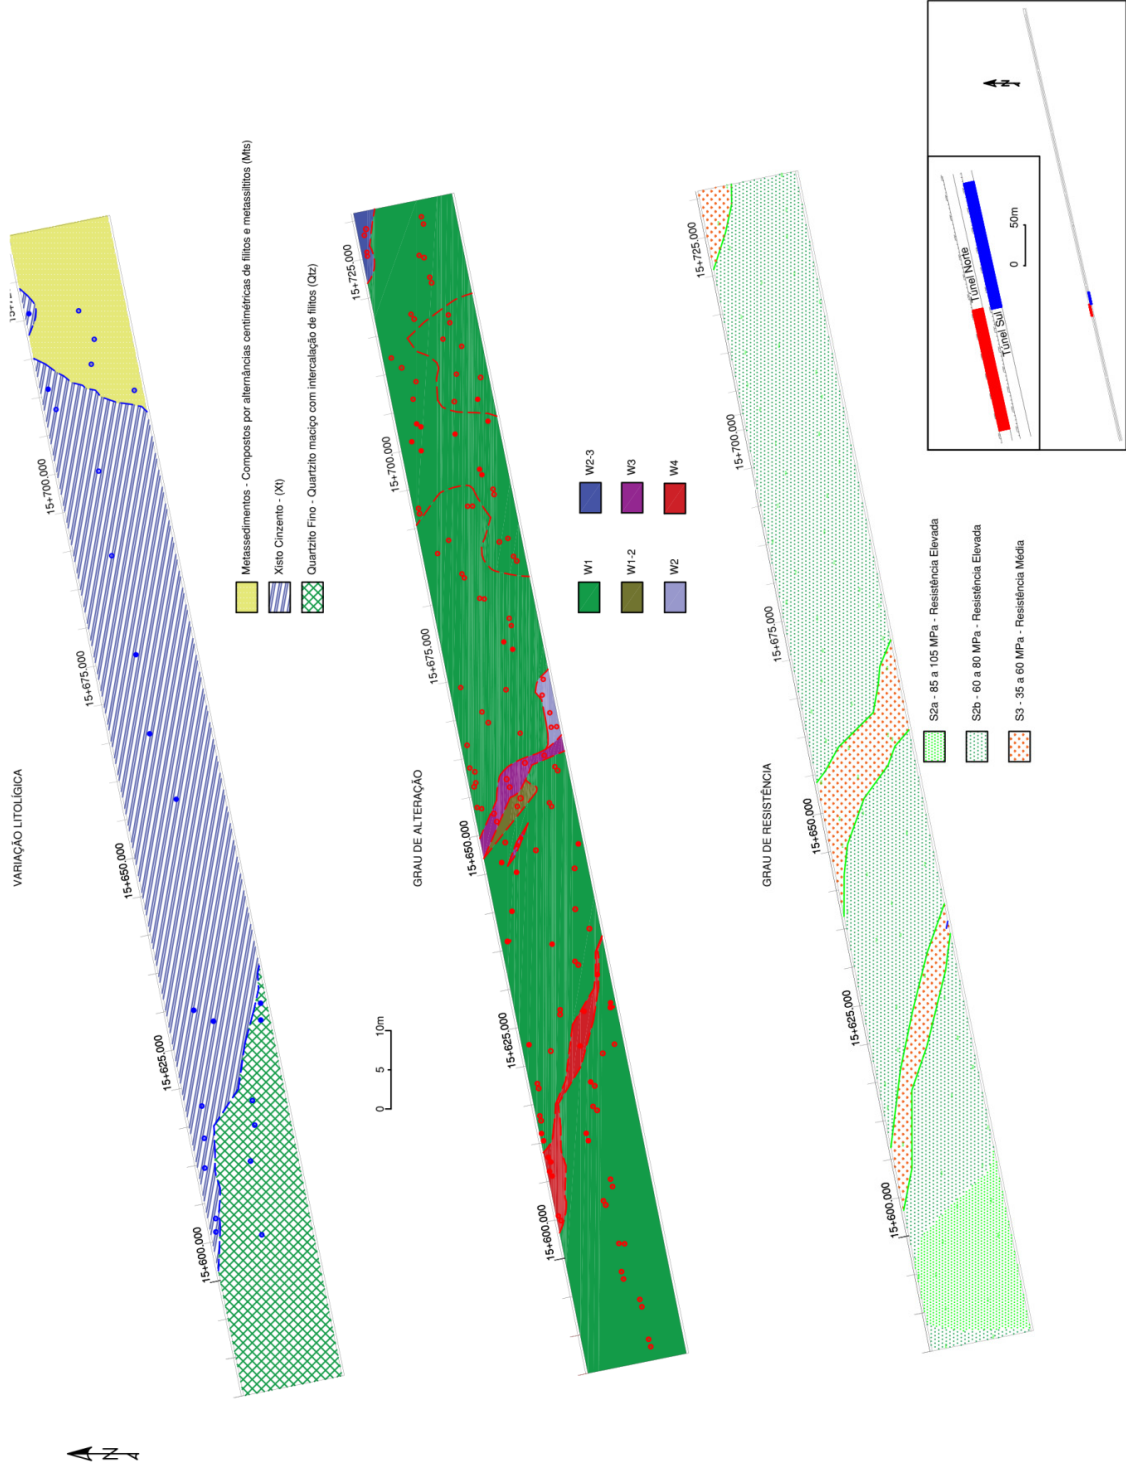 VARIAÇÃO LITOLÍGICA
15+600.000
15+625.000
15+650.000
15+675.000
15+700.000
Metassedimentos - Compostos por alternâncias centimétricas de filitos e metassiltitos (Mts)
Xisto Cinzento - (Xt)
Quartzito Fino - Quartzito maciço com intercalação de filitos (Qtz)
N
0 5 10m
GRAU DE ALTERAÇÃO
15+600.000
15+625.000
15+650.000
15+675.000
15+700.000
15+725.000
W1
W2-3
W1-2
W3
W2
W4
GRAU DE RESISTÊNCIA
15+600.000
15+625.000
15+650.000
15+675.000
15+700.000
15+725.000
S2a - 85 a 105 MPa - Resistência Elevada
S2b - 60 a 80 MPa - Resistência Elevada
S3 - 35 a 60 MPa - Resistência Média
Túnel Norte
Túnel Sul
0 50m
N